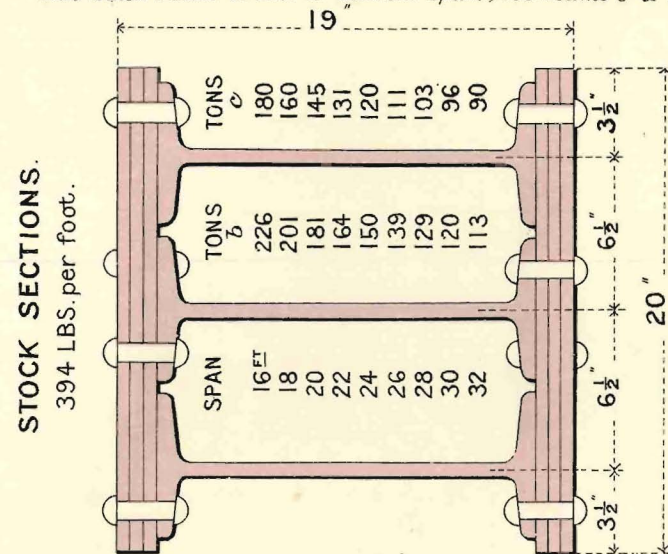 STOCK SECTIONS.
394 LBS. per foot.
19"
SPAN TONS TONS
b c
16 FT 226 180
18 201 160
20 181 145
22 164 131
24 150 120
26 139 111
28 129 103
30 120 96
32 113 90
3½" 6½" 6½" 3½"
20"